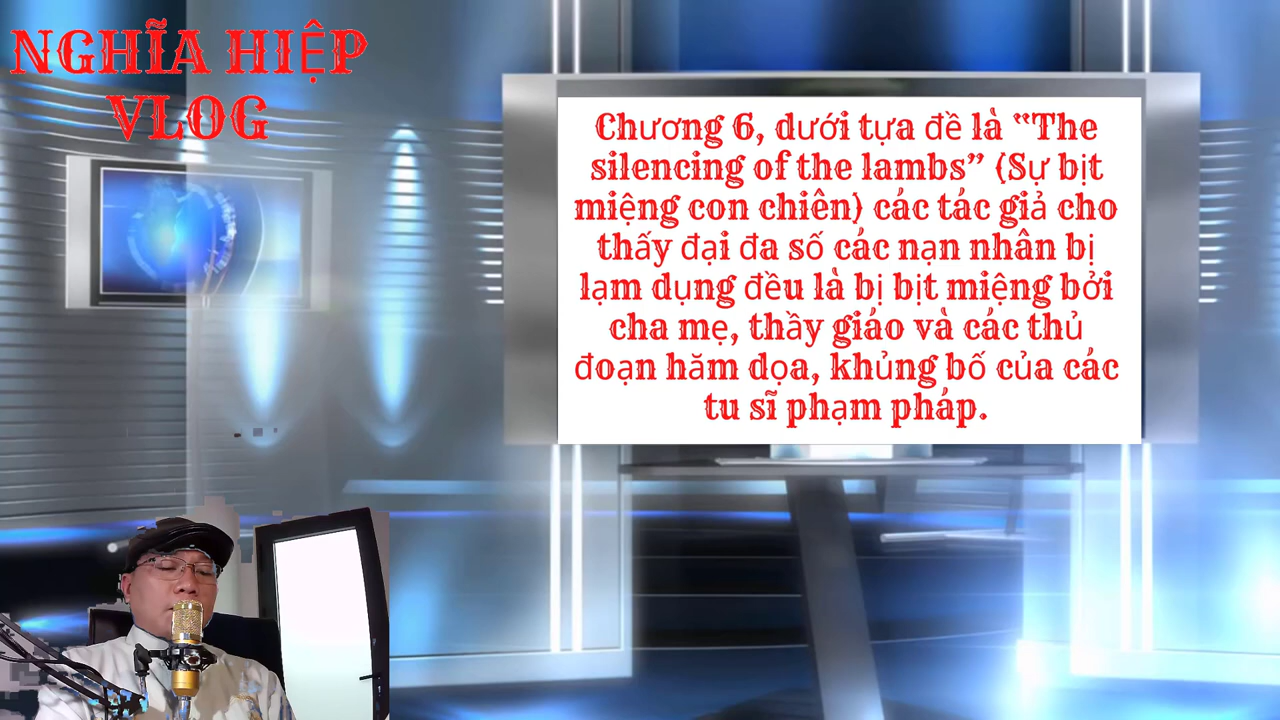 NGHĨA HIỆP
VLOG
Chương 6, dưới tựa đề là “The
silencing of the lambs” (Sự bịt
miệng con chiên) các tác giả cho
thấy đại đa số các nạn nhân bị
lạm dụng đều là bị bịt miệng bởi
cha mẹ, thầy giáo và các thủ
đoạn hăm dọa, khủng bố của các
tu sĩ phạm pháp.